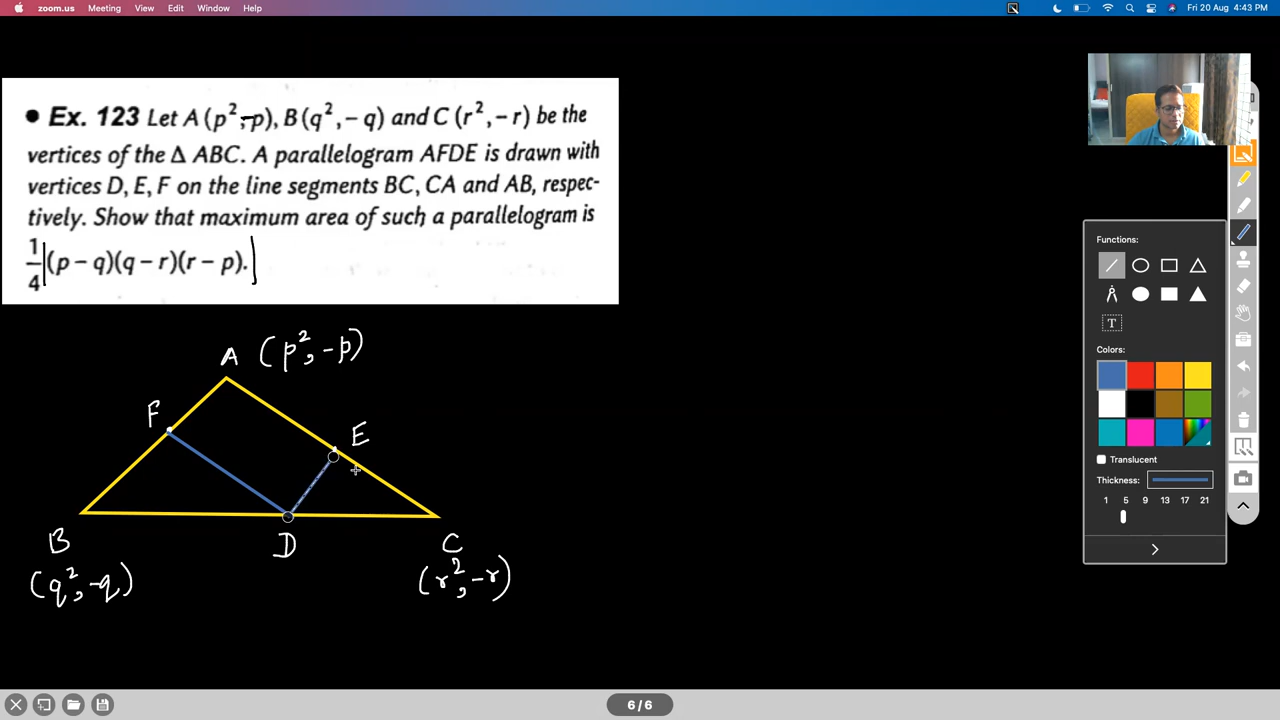 zoom.us Meeting View Edit Window Help Fri 20 Aug 4:43 PM
● Ex. 123 Let A (p², -p), B (q², – q) and C (r², – r) be the
vertices of the Δ ABC. A parallelogram AFDE is drawn with
vertices D, E, F on the line segments BC, CA and AB, respec-
tively. Show that maximum area of such a parallelogram is
1/4 |(p – q)(q – r)(r – p).|
A (p², -p)
F
E
B
D
C
(q², -q)
(r², -r)
Functions:
T
Colors:
Translucent
Thickness:
1 5 9 13 17 21
6 / 6